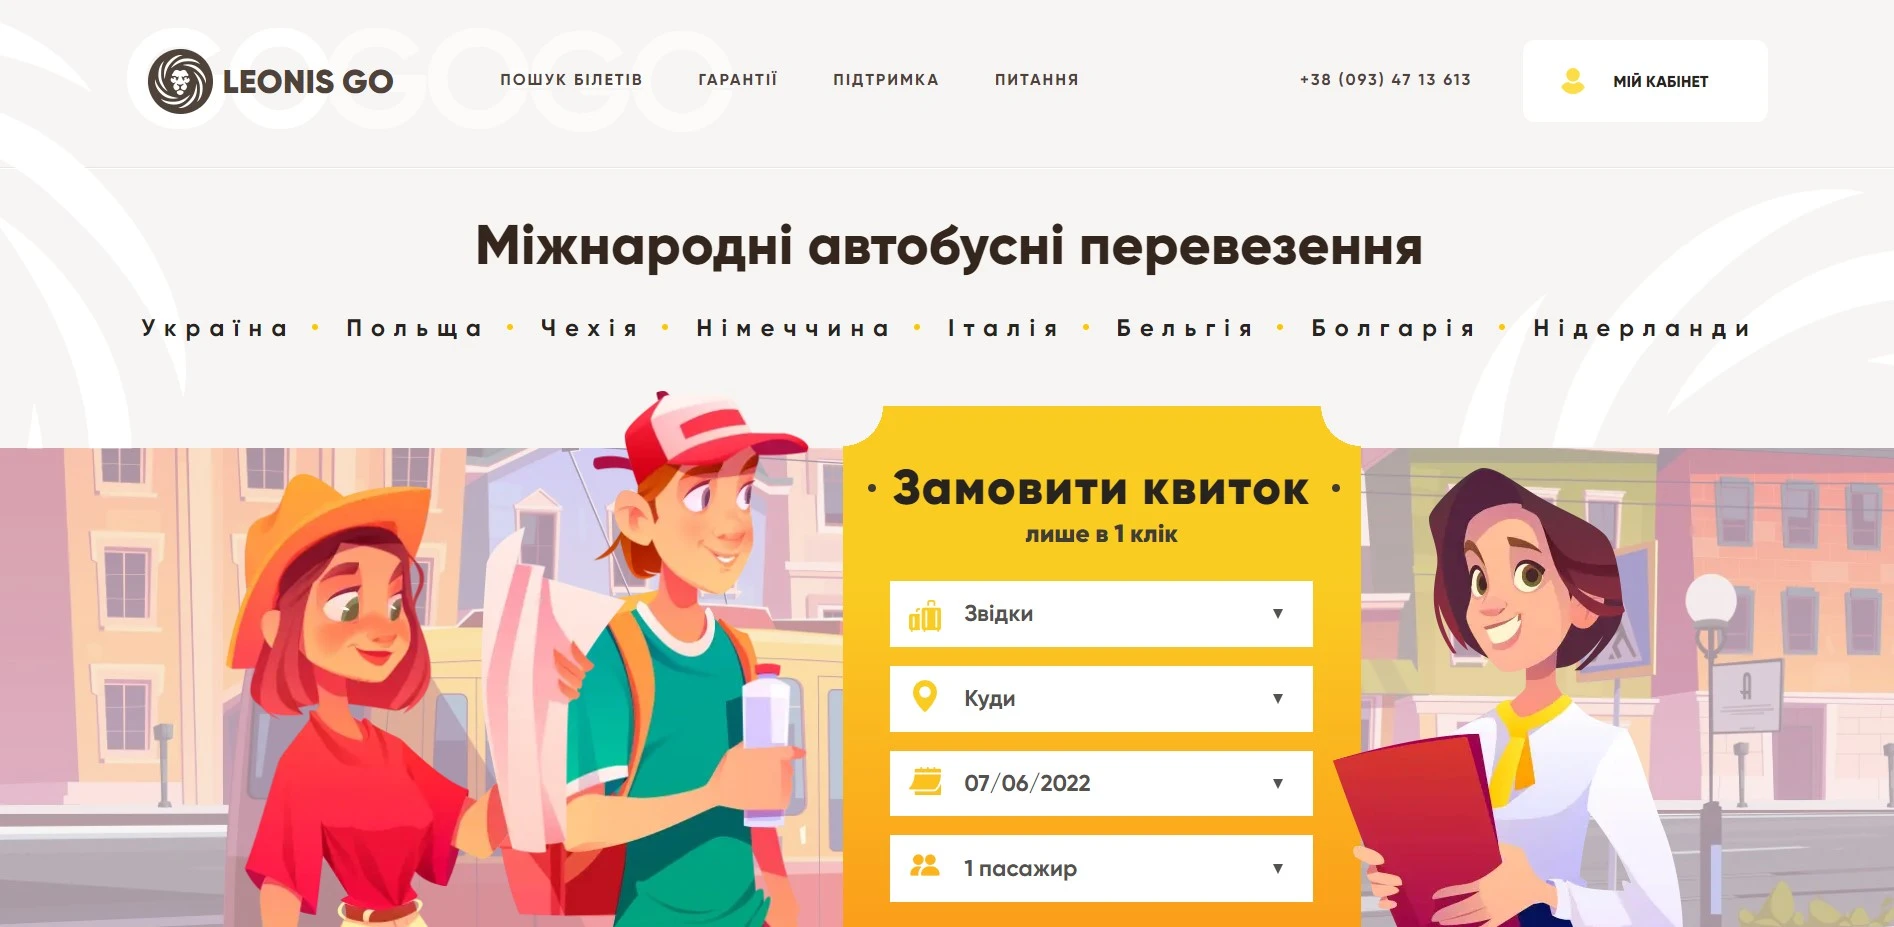 LEONIS GO
ПОШУК БІЛЕТІВ
ГАРАНТІЇ
ПІДТРИМКА
ПИТАННЯ
+38 (093) 47 13 613
МІЙ КАБІНЕТ
GOGOGO
Міжнародні автобусні перевезення
Україна • Польща • Чехія • Німеччина • Італія • Бельгія • Болгарія • Нідерланди
• Замовити квиток •
лише в 1 клік
Звідки
Куди
07/06/2022
1 пасажир